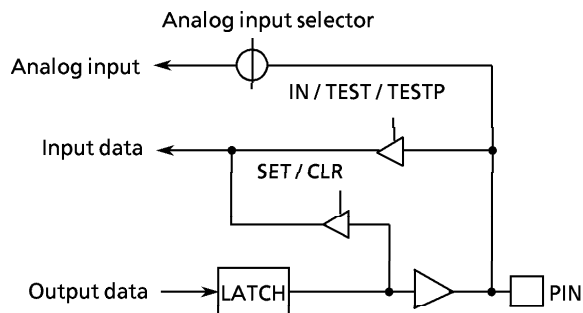 Analog input selector
Analog input
IN / TEST / TESTP
Input data
SET / CLR
Output data
LATCH
PIN